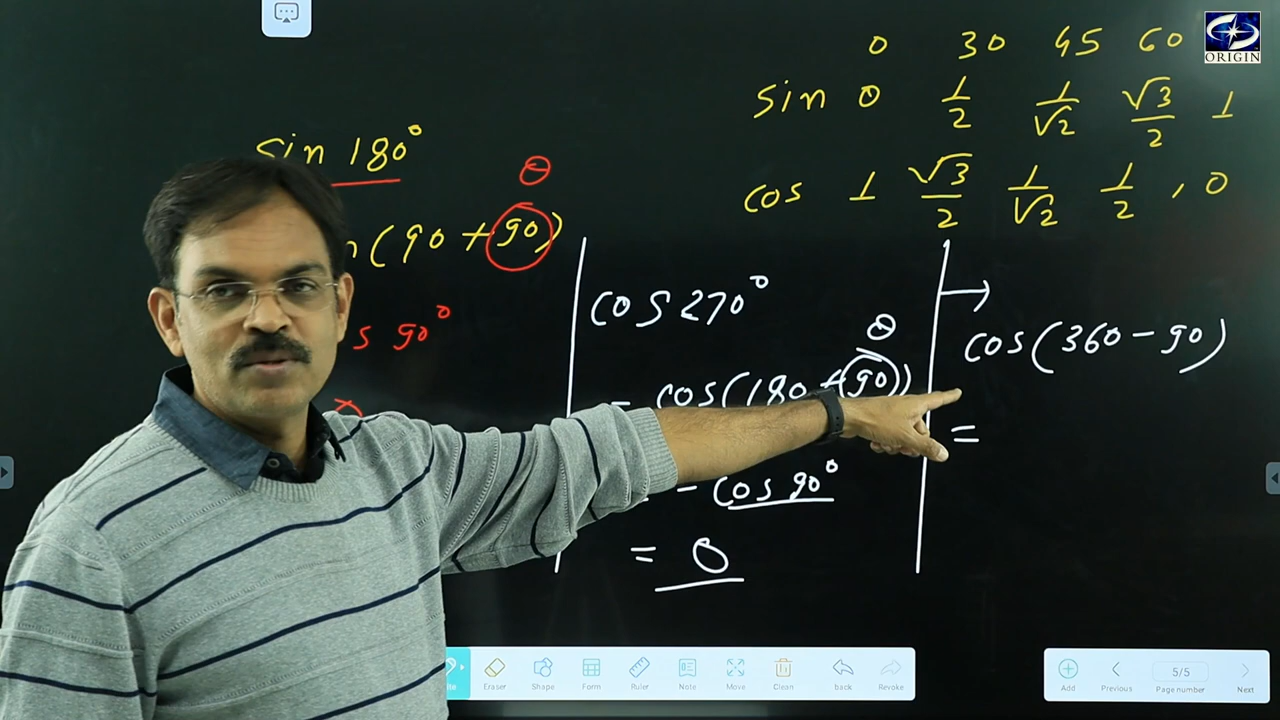 ORIGIN
0 30 45 60
sin 0 1/2 1/√2 √3/2 1
cos 1 √3/2 1/√2 1/2 , 0
sin 180°
θ
(90 + 90)
90°
cos 270°
θ
= cos(180 + 90)
= - cos 90°
= 0
→
cos(360 - 90)
=
Eraser Shape Form Ruler Note Move Clean back Revoke
Add Previous 5/5 Page number Next